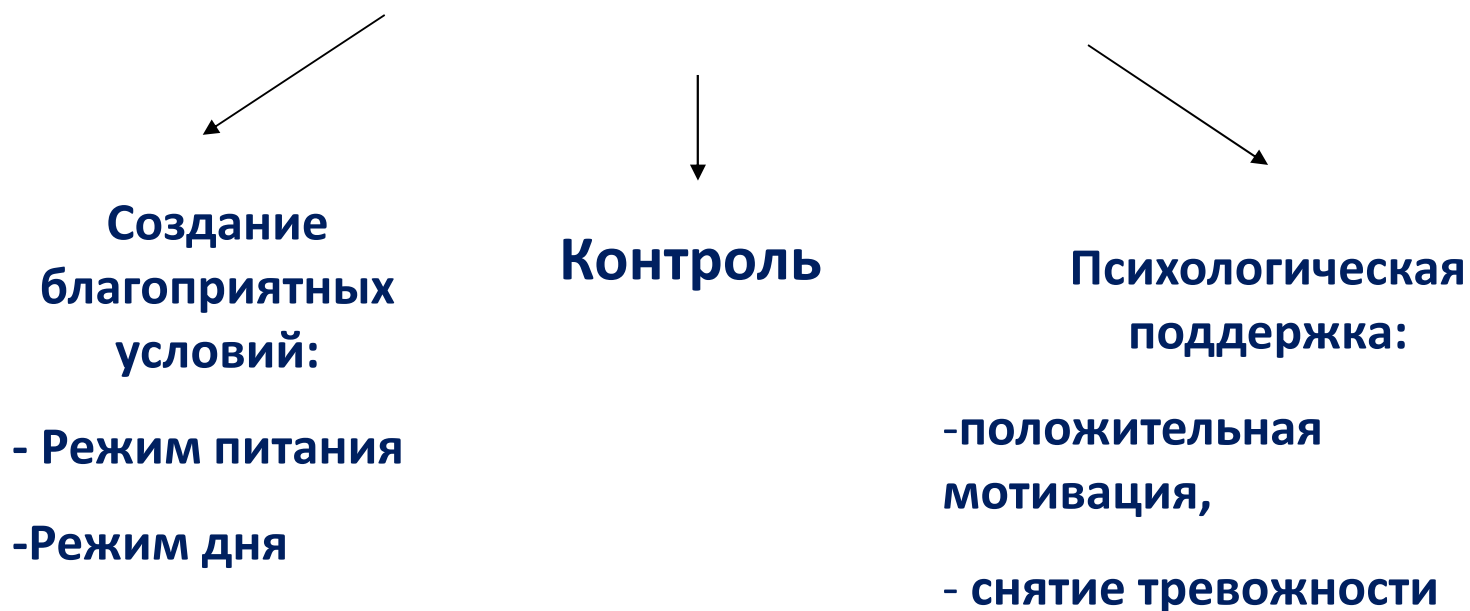 Создание
благоприятных
условий:
- Режим питания
-Режим дня
Контроль
Психологическая
поддержка:
-положительная
мотивация,
- снятие тревожности